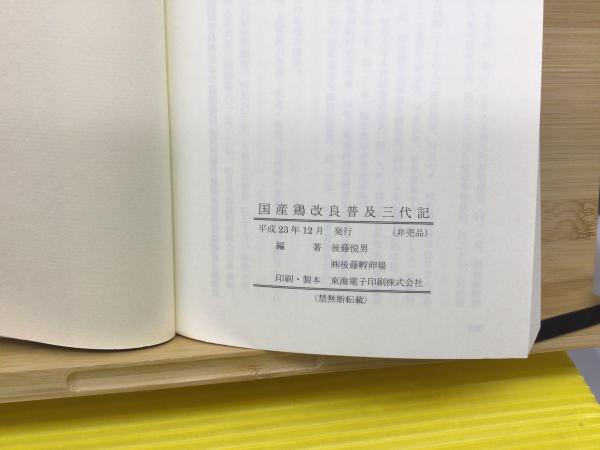 国産鶏改良普及三代記
平成23年12月 発行 (非売品)
編 著 後藤悦男
㈱後藤孵卵場
印刷・製本 東海電子印刷株式会社
(禁無断転載)